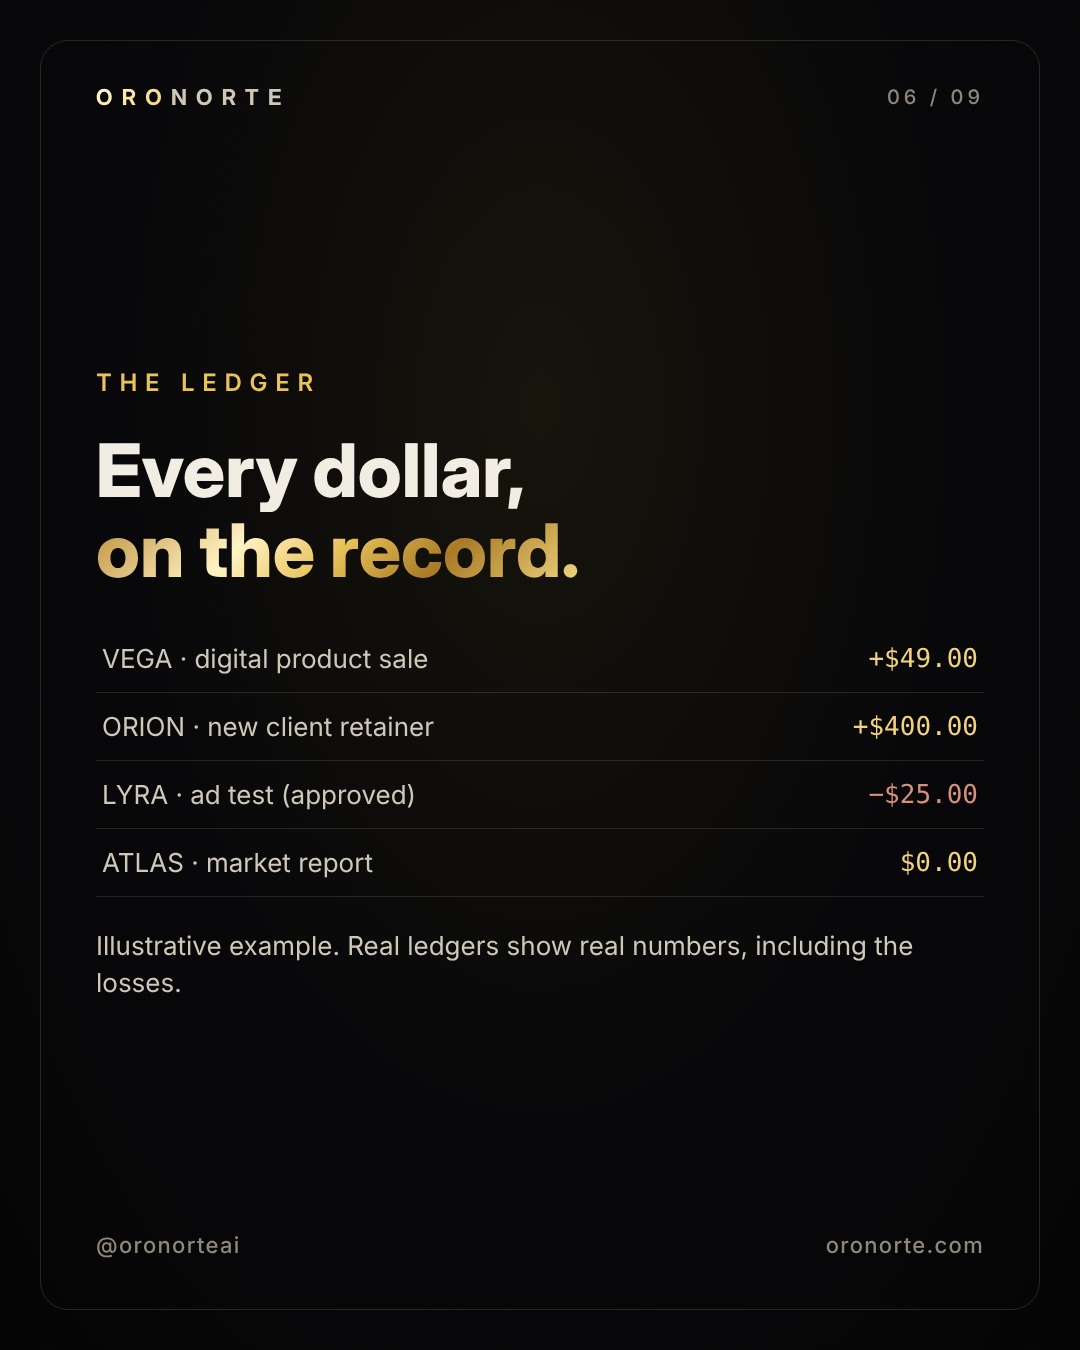 ORONORTE
06 / 09
THE LEDGER
Every dollar,
on the record.
VEGA · digital product sale +$49.00
ORION · new client retainer +$400.00
LYRA · ad test (approved) −$25.00
ATLAS · market report $0.00
Illustrative example. Real ledgers show real numbers, including the
losses.
@oronorteai
oronorte.com